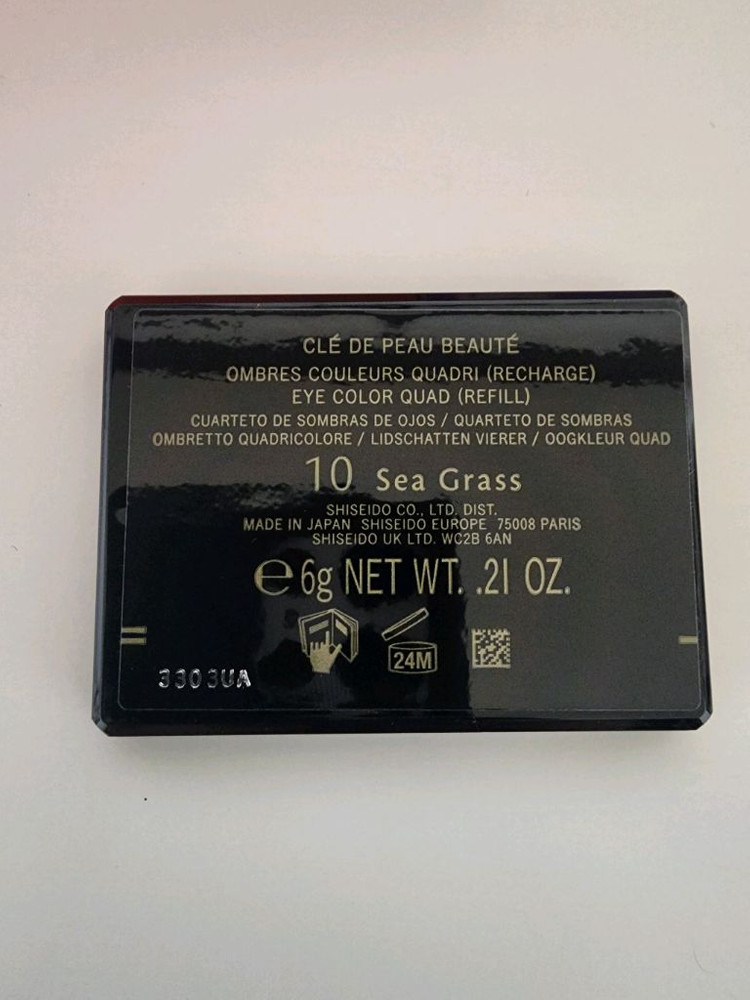 CLÉ DE PEAU BEAUTÉ
OMBRES COULEURS QUADRI (RECHARGE)
EYE COLOR QUAD (REFILL)
CUARTETO DE SOMBRAS DE OJOS / QUARTETO DE SOMBRAS
OMBRETTO QUADRICOLORE / LIDSCHATTEN VIERER / OOGKLEUR QUAD
10 Sea Grass
SHISEIDO CO., LTD. DIST.
MADE IN JAPAN SHISEIDO EUROPE 75008 PARIS
SHISEIDO UK LTD. WC2B 6AN
℮ 6g NET WT. .21 OZ.
24M
3303UA